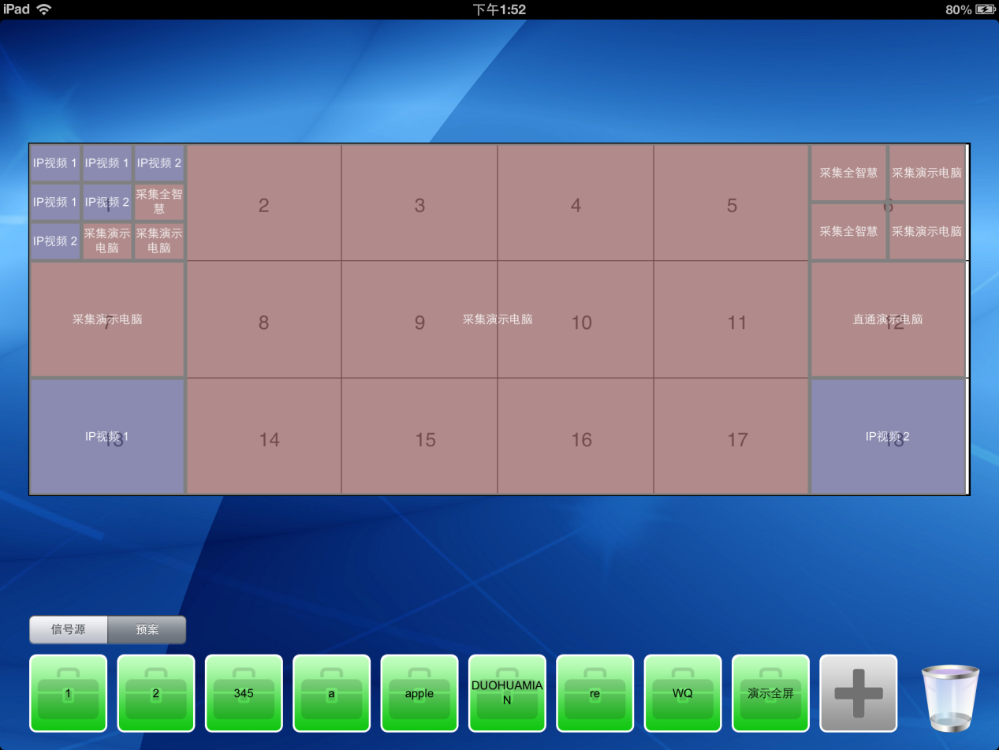 iPad 下午1:52 80%
IP视频 1 IP视频 1 IP视频 2
IP视频 1 IP视频 2 采集全智慧
1
IP视频 2 采集演示电脑 采集演示电脑
2 3 4 5
采集全智慧 采集演示电脑
6
采集全智慧 采集演示电脑
采集演示电脑
7 8 9
采集演示电脑
10 11
直通演示电脑
12
IP视频 1
13 14 15 16 17
IP视频 2
18
信号源 预案
1 2 345 a apple DUOHUAMIAN re WQ 演示全屏